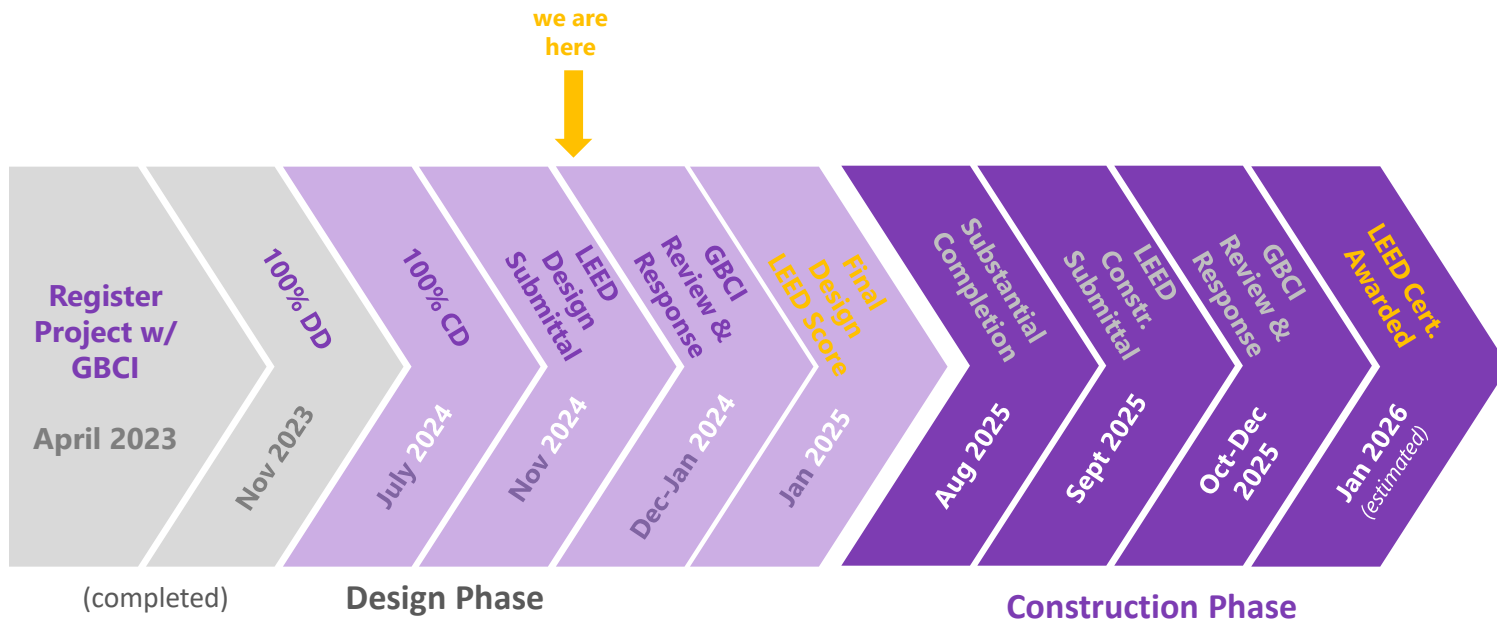 we are
here
Register
Project w/
GBCI
April 2023
100% DD
Nov 2023
100% CD
July 2024
LEED
Design
Submittal
Nov 2024
GBCI
Review &
Response
Dec-Jan 2024
Final
Design
LEED Score
Jan 2025
Substantial
Completion
Aug 2025
LEED
Constr.
Submittal
Sept 2025
GBCI
Review &
Response
Oct-Dec
2025
LEED Cert.
Awarded
Jan 2026
(estimated)
(completed)
Design Phase
Construction Phase